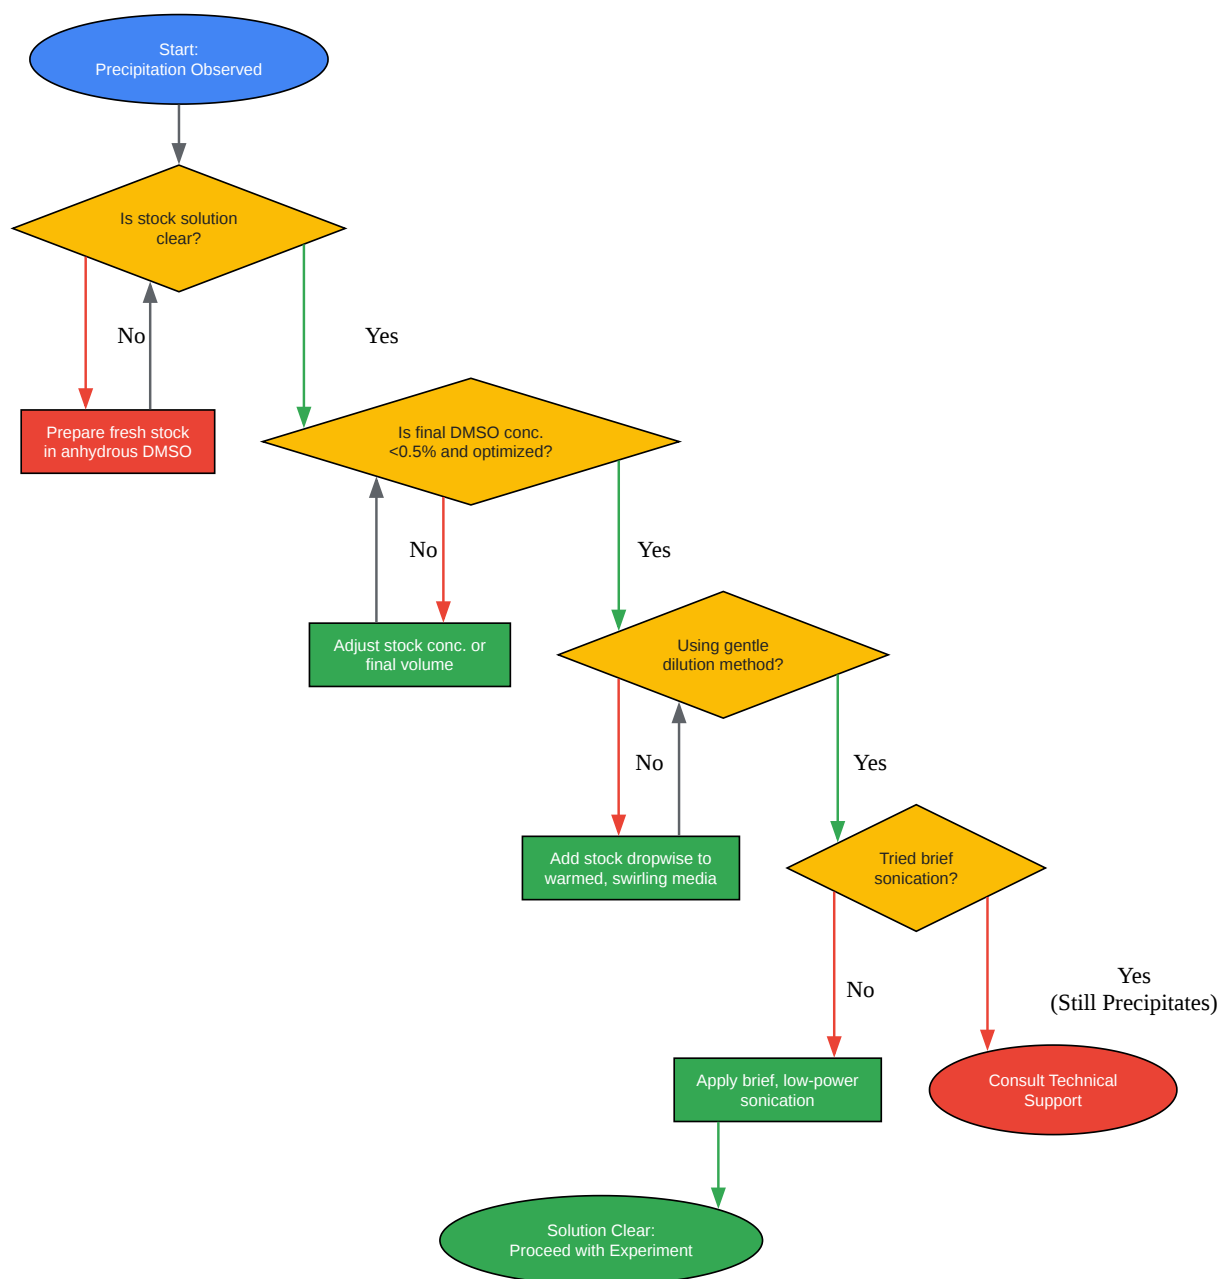 Start:
Precipitation Observed
Is stock solution
clear?
No
Yes
Prepare fresh stock
in anhydrous DMSO
Is final DMSO conc.
<0.5% and optimized?
No
Yes
Adjust stock conc. or
final volume
Using gentle
dilution method?
No
Yes
Add stock dropwise to
warmed, swirling media
Tried brief
sonication?
No
Yes
(Still Precipitates)
Apply brief, low-power
sonication
Consult Technical
Support
Solution Clear:
Proceed with Experiment